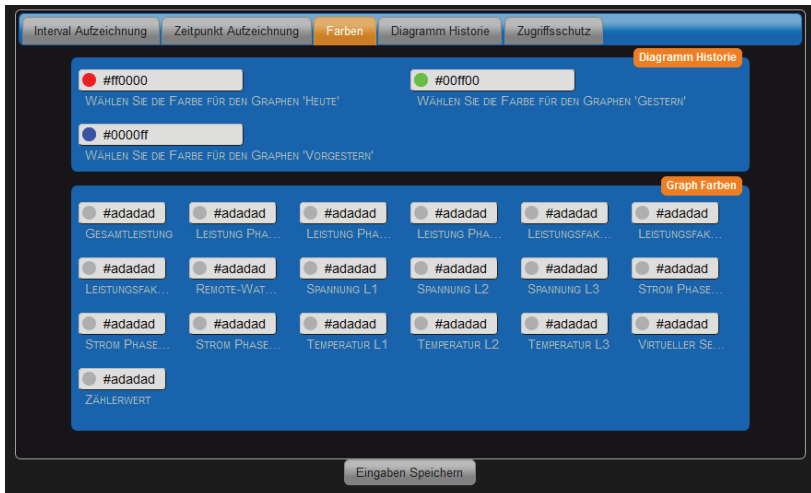 Interval Aufzeichnung Zeitpunkt Aufzeichnung Farben Diagramm Historie Zugriffsschutz
Diagramm Historie
#ff0000 #00ff00
Wählen Sie die Farbe für den Graphen 'Heute' Wählen Sie die Farbe für den Graphen 'Gestern'
#0000ff
Wählen Sie die Farbe für den Graphen 'Vorgestern'
Graph Farben
#adadad #adadad #adadad #adadad #adadad #adadad
Gesamtleistung Leistung Pha... Leistung Pha... Leistung Pha... Leistungsfak... Leistungsfak...
#adadad #adadad #adadad #adadad #adadad #adadad
Leistungsfak... Remote-Wat... Spannung L1 Spannung L2 Spannung L3 Strom Phase...
#adadad #adadad #adadad #adadad #adadad #adadad
Strom Phase... Strom Phase... Temperatur L1 Temperatur L2 Temperatur L3 Virtueller Se...
#adadad
Zählerwert
Eingaben Speichern